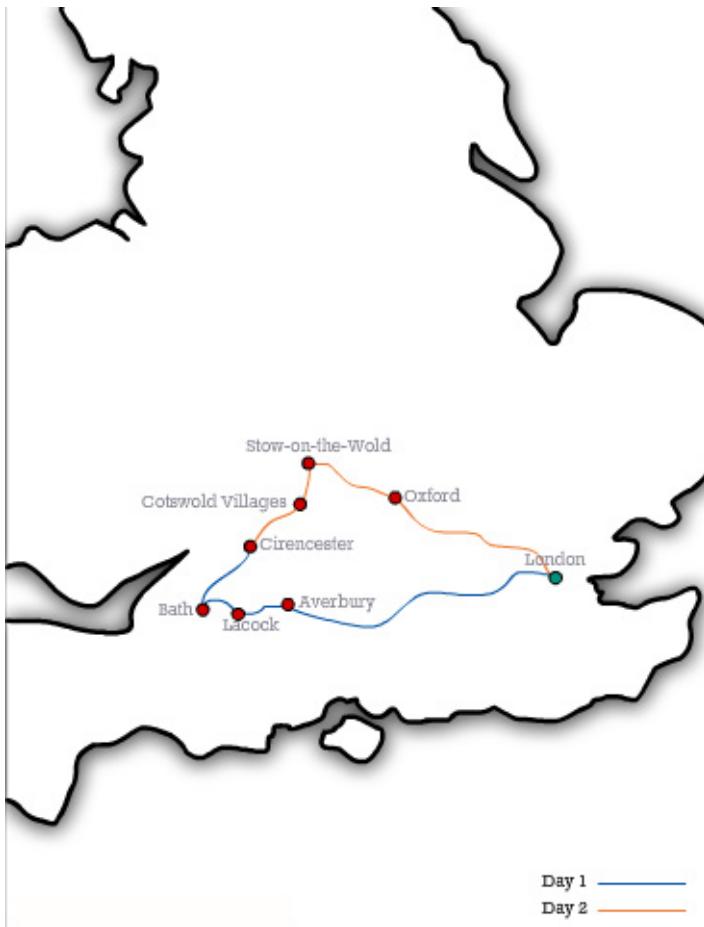 Stow-on-the-Wold
Cotswold Villages
Oxford
Cirencester
London
Bath
Averbury
Lacock
Day 1
Day 2